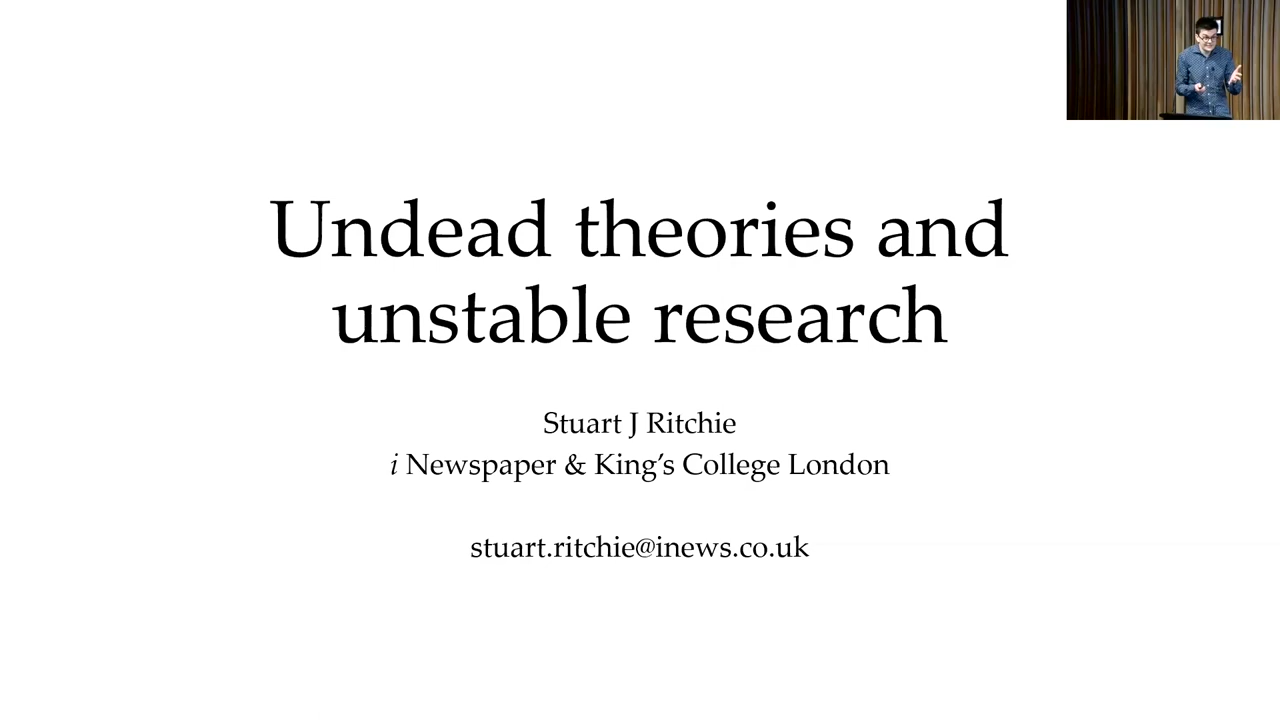 Undead theories and
unstable research
Stuart J Ritchie
i Newspaper & King’s College London
stuart.ritchie@inews.co.uk